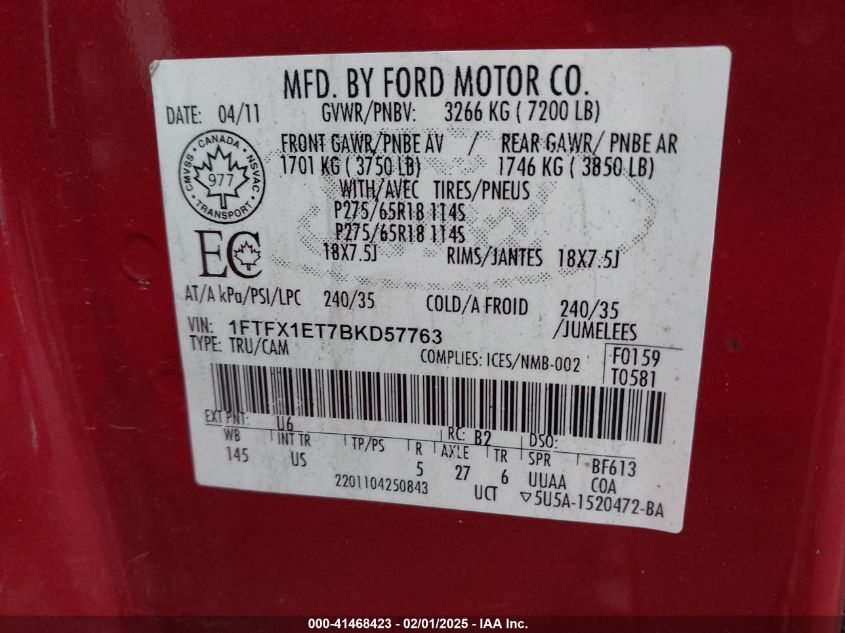 MFD. BY FORD MOTOR CO.
DATE: 04/11 GVWR/PNBV: 3266 KG ( 7200 LB)
FRONT GAWR/PNBE AV / REAR GAWR/ PNBE AR
1701 KG ( 3750 LB) 1746 KG ( 3850 LB)
WITH/AVEC TIRES/PNEUS
P275/65R18 114S
P275/65R18 114S
18X7.5J RIMS/JANTES 18X7.5J
CMVSS • CANADA • NSVAC
977
TRANSPORT
EC
AT/A kPa/PSI/LPC 240/35 COLD/A FROID 240/35
VIN: 1FTFX1ET7BKD57763 /JUMELEES
TYPE: TRU/CAM COMPLIES: ICES/NMB-002 F0159
T0581
EXT PNT: U6 RC: B2 DSO:
WB INT TR TP/PS R AXLE TR SPR BF613
145 US 5 27 6 UUAA COA
2201104250843 UCT ▽5U5A-1520472-BA
000-41468423 - 02/01/2025 - IAA Inc.